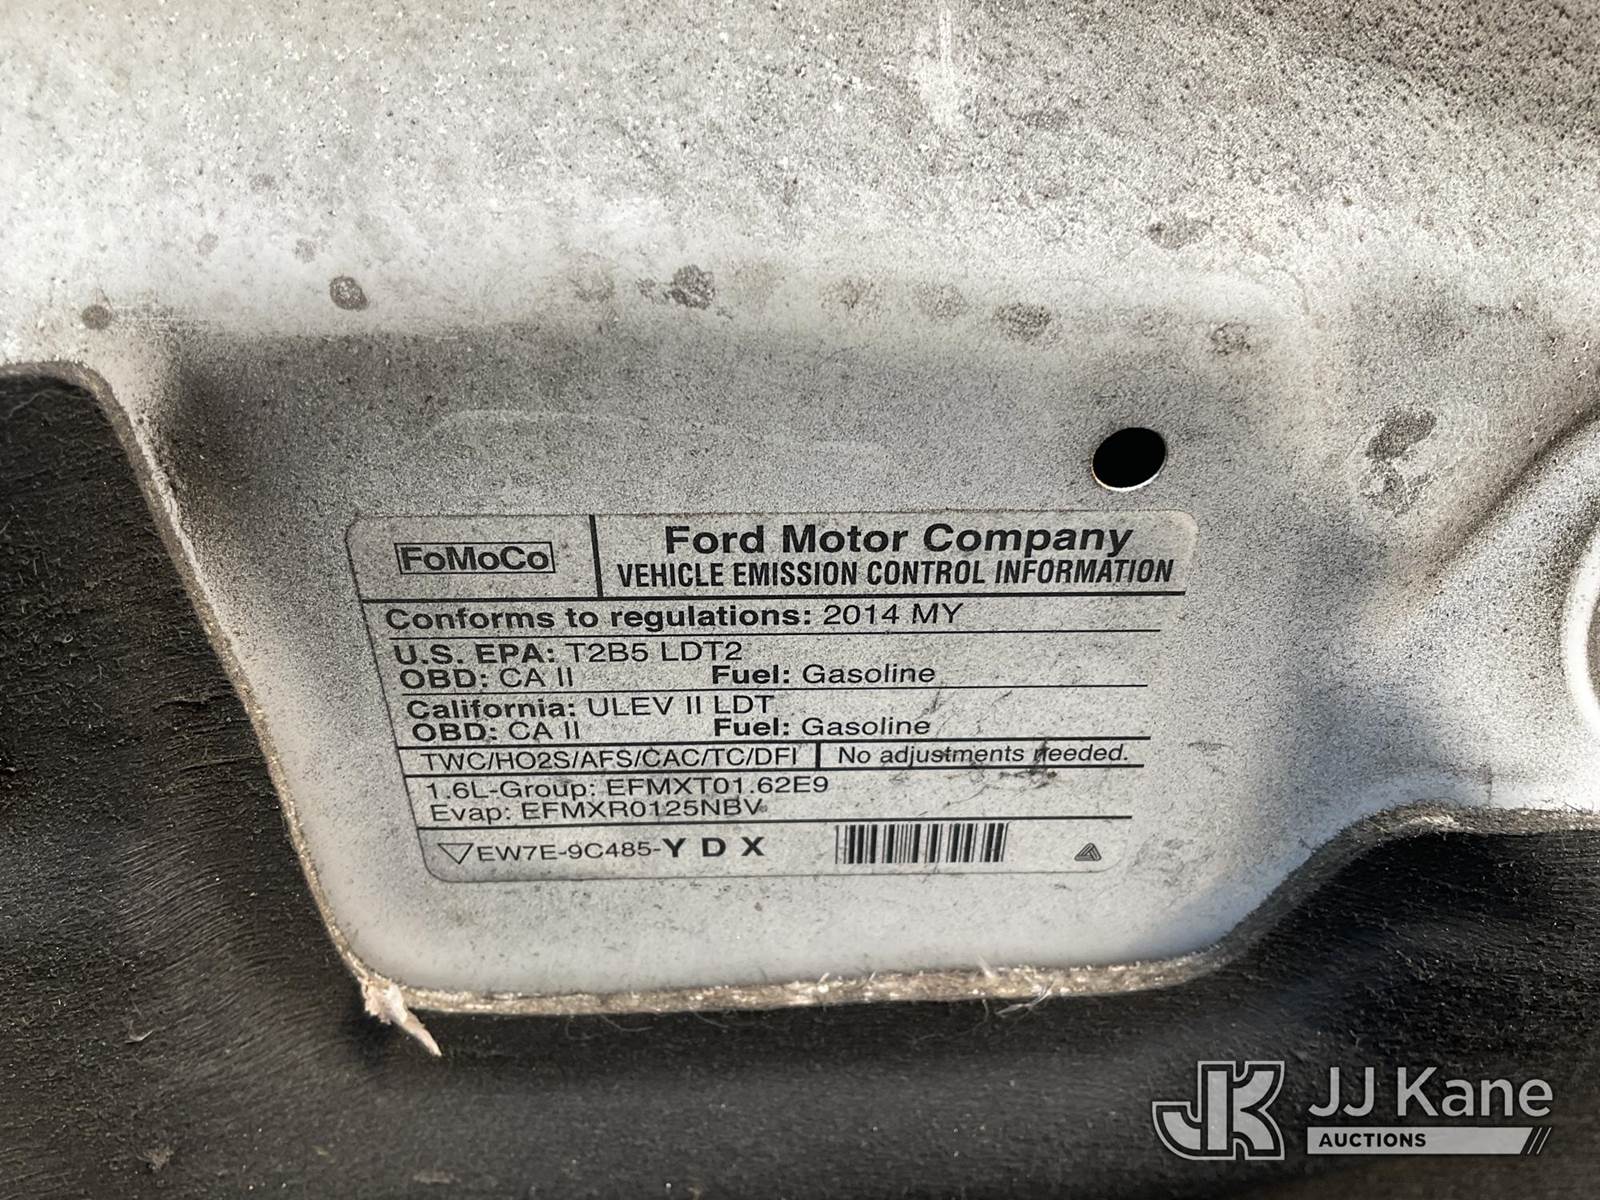 FoMoCo
Ford Motor Company
VEHICLE EMISSION CONTROL INFORMATION
Conforms to regulations: 2014 MY
U.S. EPA: T2B5 LDT2
OBD: CA II Fuel: Gasoline
California: ULEV II LDT
OBD: CA II Fuel: Gasoline
TWC/HO2S/AFS/CAC/TC/DFI No adjustments needed.
1.6L-Group: EFMXT01.62E9
Evap: EFMXR0125NBV
EW7E-9C485-Y D X
JK JJ Kane
AUCTIONS